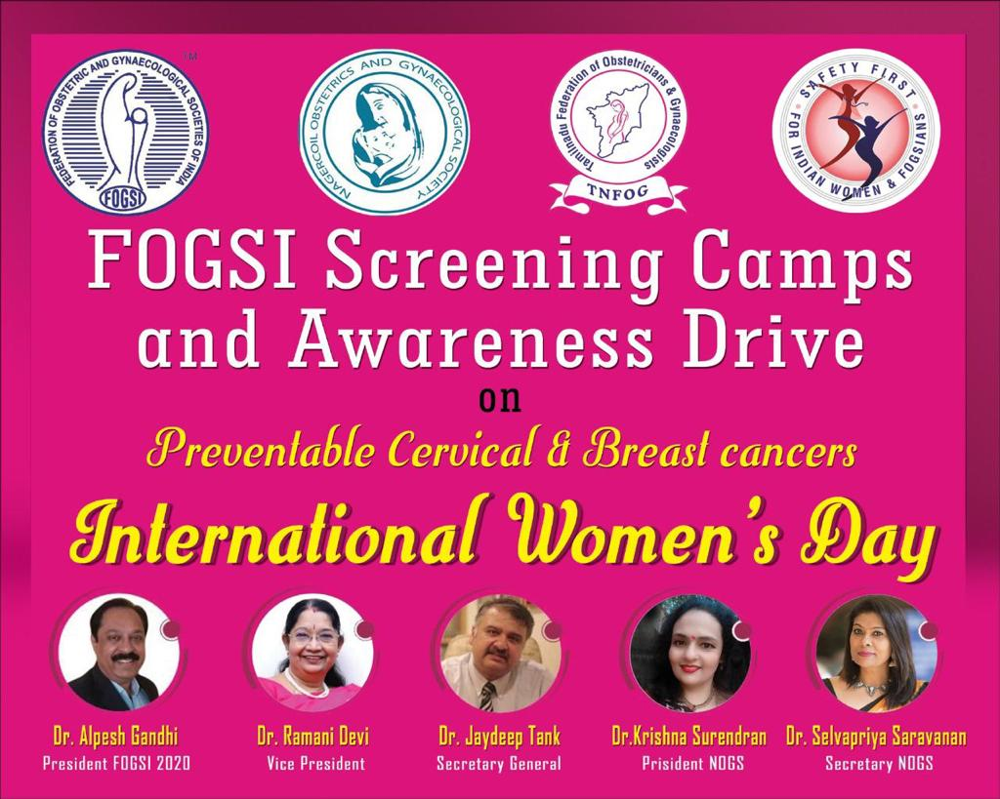 FEDERATION OF OBSTETRIC AND GYNAECOLOGICAL SOCIETIES OF INDIA
TM
FOGSI
NAGERCOIL OBSTETRICS AND GYNAECOLOGICAL SOCIETY
Tamilnadu Federation of Obstetricians & Gynaecologists
TNFOG
SAFETY FIRST
FOR INDIAN WOMEN & FOGSIANS
FOGSI Screening Camps
and Awareness Drive
on
Preventable Cervical & Breast cancers
International Women's Day
Dr. Alpesh Gandhi
President FOGSI 2020
Dr. Ramani Devi
Vice President
Dr. Jaydeep Tank
Secretary General
Dr.Krishna Surendran
Prisident NOGS
Dr. Selvapriya Saravanan
Secretary NOGS